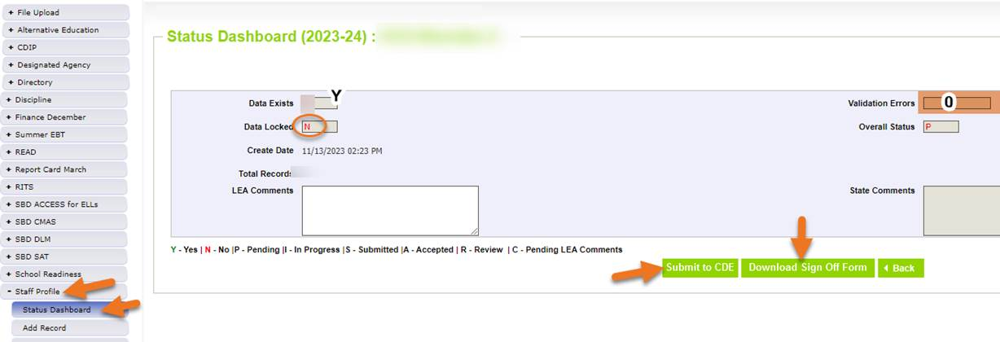 + File Upload
+ Alternative Education
+ CDIP
+ Designated Agency
+ Directory
+ Discipline
+ Finance December
+ Summer EBT
+ READ
+ Report Card March
+ RITS
+ SBD ACCESS for ELLs
+ SBD CMAS
+ SBD DLM
+ SBD SAT
+ School Readiness
- Staff Profile
Status Dashboard
Add Record
Status Dashboard (2023-24) :
Data Exists Y Validation Errors 0
Data Locked N Overall Status P
Create Date 11/13/2023 02:23 PM
Total Records
LEA Comments State Comments
Y - Yes | N - No |P - Pending |I - In Progress |S - Submitted |A - Accepted | R - Review | C - Pending LEA Comments
Submit to CDE Download Sign Off Form Back